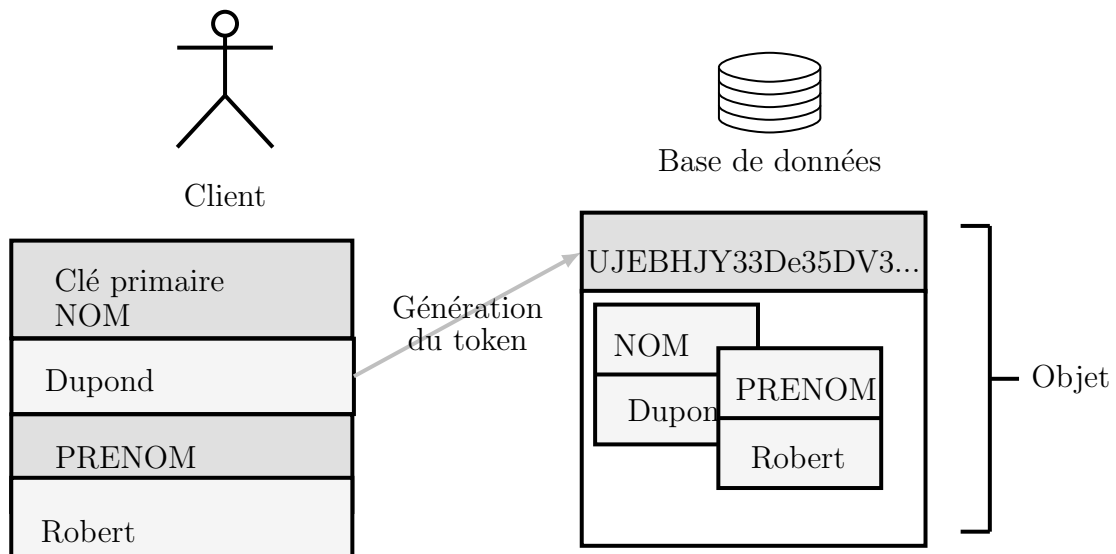 Client
Clé primaire
NOM
Dupond
PRENOM
Robert
Génération
du token
Base de données
UJEBHJY33De35DV3...
NOM
Dupon
PRENOM
Robert
Objet